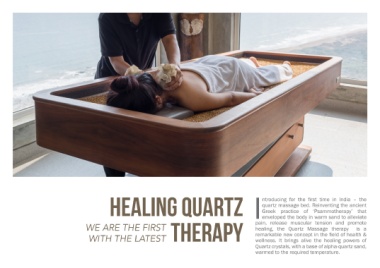 HEALING QUARTZ
WE ARE THE FIRST
WITH THE LATEST
THERAPY
Introducing for the first time in India – the
quartz massage bed. Reinventing the ancient
Greek practice of 'Psammotherapy' that
enveloped the body in warm sand to alleviate
pain, release muscular tension and promote
healing, the Quartz Massage therapy is a
remarkable new concept in the field of health &
wellness. It brings alive the healing powers of
Quartz crystals, with a base of alpha-quartz sand,
warmed to the required temperature.